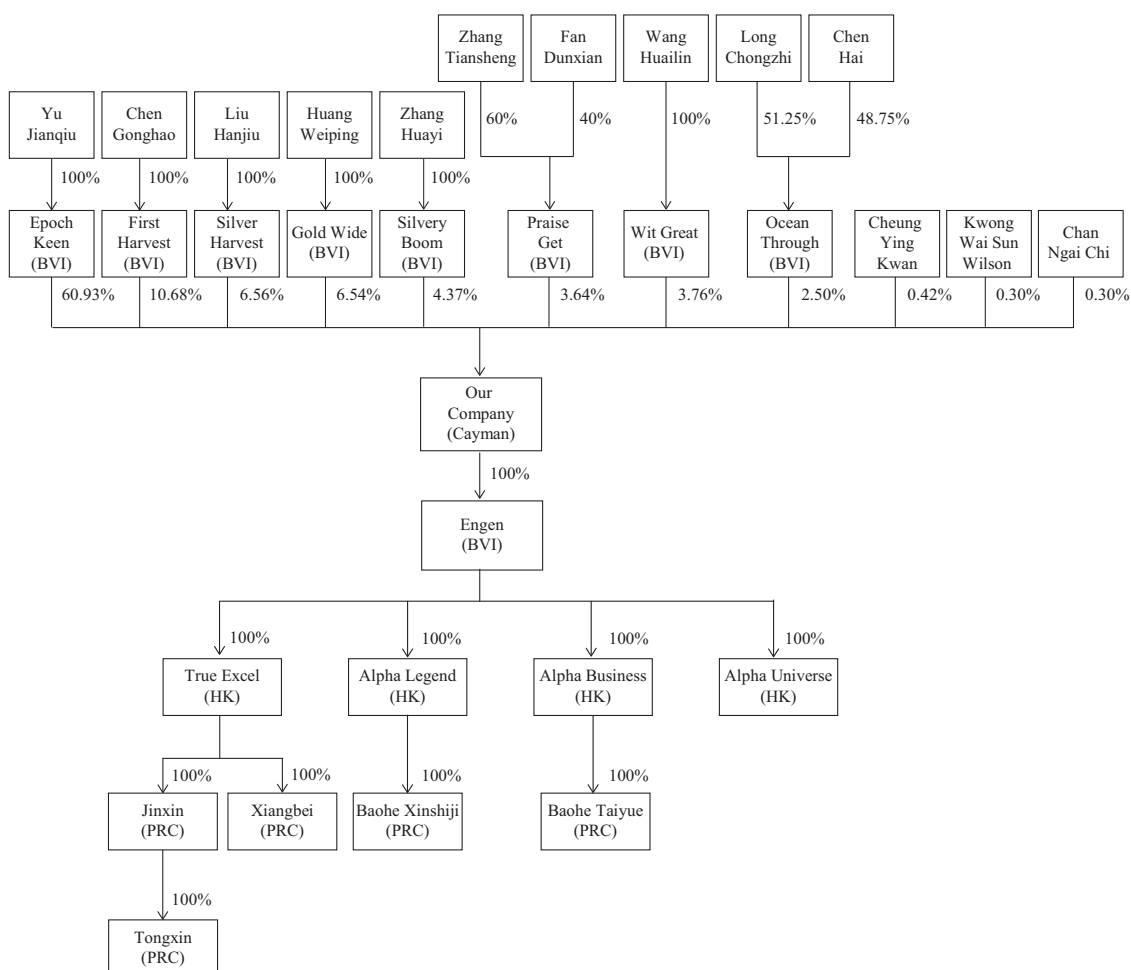 Zhang
Tiansheng
Fan
Dunxian
Wang
Huailin
Long
Chongzhi
Chen
Hai
60%
40%
100%
51.25%
48.75%
Yu
Jianqiu
Chen
Gonghao
Liu
Hanjiu
Huang
Weiping
Zhang
Huayi
100%
100%
100%
100%
100%
Epoch
Keen
(BVI)
First
Harvest
(BVI)
Silver
Harvest
(BVI)
Gold Wide
(BVI)
Silvery
Boom
(BVI)
Praise
Get
(BVI)
Wit Great
(BVI)
Ocean
Through
(BVI)
Cheung
Ying
Kwan
Kwong
Wai Sun
Wilson
Chan
Ngai Chi
60.93%
10.68%
6.56%
6.54%
4.37%
3.64%
3.76%
2.50%
0.42%
0.30%
0.30%
Our
Company
(Cayman)
100%
Engen
(BVI)
100%
100%
100%
100%
True Excel
(HK)
Alpha Legend
(HK)
Alpha Business
(HK)
Alpha Universe
(HK)
100%
100%
100%
100%
Jinxin
(PRC)
Xiangbei
(PRC)
Baohe Xinshiji
(PRC)
Baohe Taiyue
(PRC)
100%
Tongxin
(PRC)